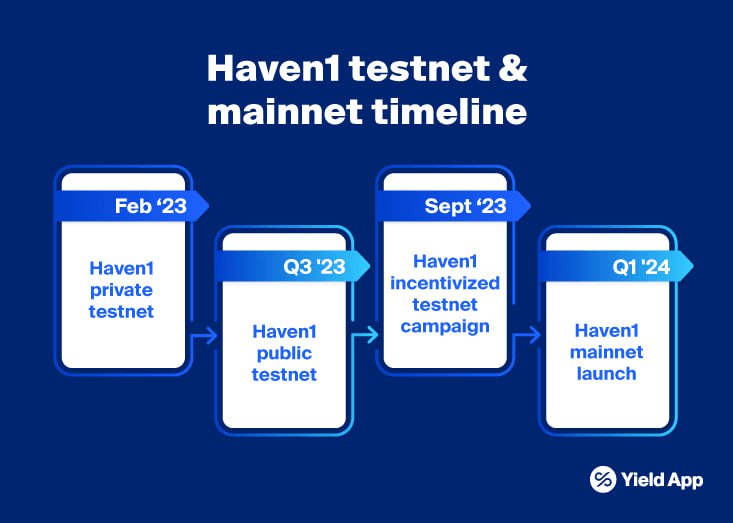 Haven1 testnet &
mainnet timeline
Feb ‘23
Haven1
private
testnet
Q3 '23
Haven1
public
testnet
Sept ‘23
Haven1
incentivized
testnet
campaign
Q1 '24
Haven1
mainnet
launch
Yield App